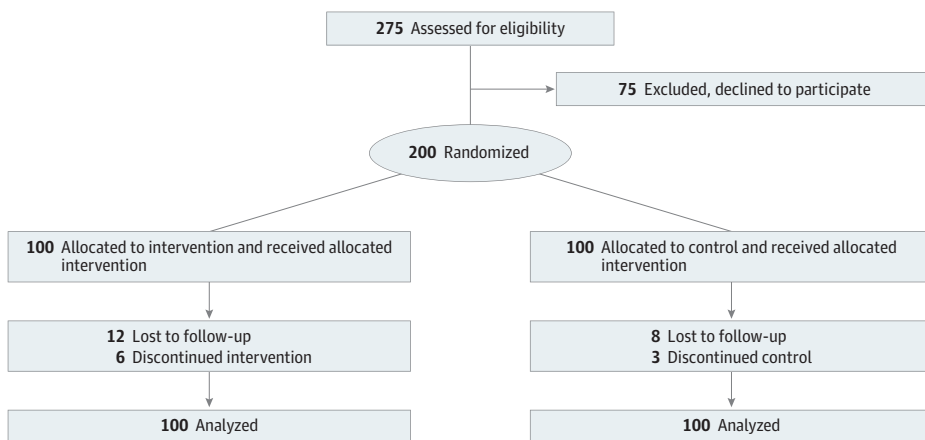 275 Assessed for eligibility
75 Excluded, declined to participate
200 Randomized
100 Allocated to intervention and received allocated
intervention
100 Allocated to control and received allocated
intervention
12 Lost to follow-up
6 Discontinued intervention
8 Lost to follow-up
3 Discontinued control
100 Analyzed
100 Analyzed